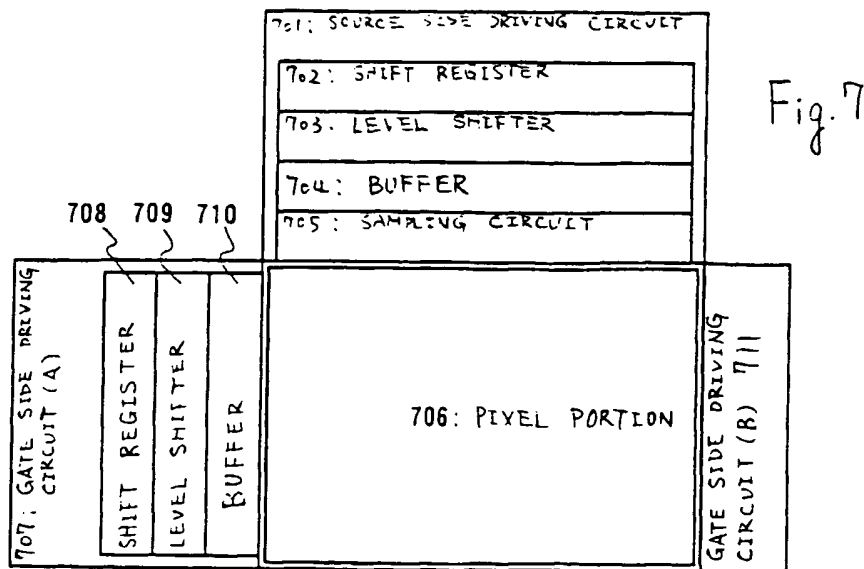 701: SOURCE SIDE DRIVING CIRCUIT
702: SHIFT REGISTER
703. LEVEL SHIFTER
704: BUFFER
705: SAMPLING CIRCUIT
Fig. 7
708 709 710
707: GATE SIDE DRIVING
CIRCUIT (A)
SHIFT REGISTER
LEVEL SHIFTER
BUFFER
706: PIXEL PORTION
GATE SIDE DRIVING
CIRCUIT (B) 711